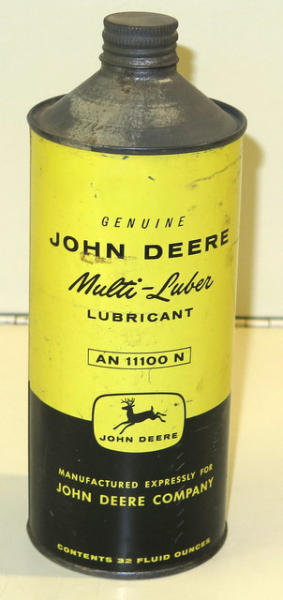 GENUINE
JOHN DEERE
Multi-Luber
LUBRICANT
AN 11100 N
JOHN DEERE
MANUFACTURED EXPRESSLY FOR
JOHN DEERE COMPANY
CONTENTS 32 FLUID OUNCES